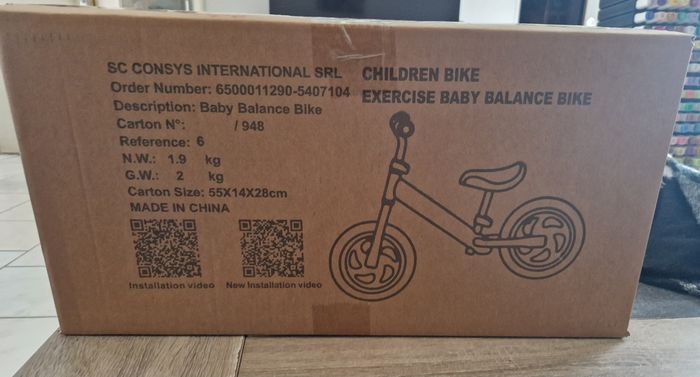 SC CONSYS INTERNATIONAL SRL
Order Number: 6500011290-5407104
Description: Baby Balance Bike
Carton N°: / 948
Reference: 6
N.W.: 1.9 kg
G.W.: 2 kg
Carton Size: 55X14X28cm
MADE IN CHINA
Installation video
New Installation video
CHILDREN BIKE
EXERCISE BABY BALANCE BIKE